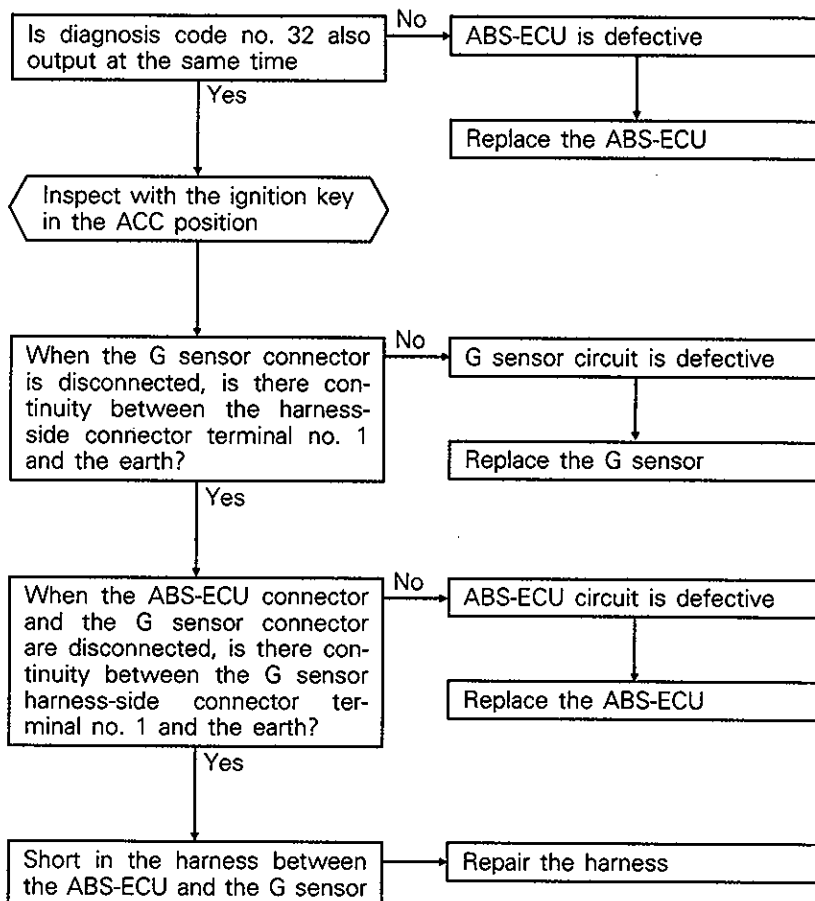 Is diagnosis code no. 32 also
output at the same time
No
ABS-ECU is defective
Yes
Replace the ABS-ECU
Inspect with the ignition key
in the ACC position
No
When the G sensor connector
is disconnected, is there con-
tinuity between the harness-
side connector terminal no. 1
and the earth?
G sensor circuit is defective
Replace the G sensor
Yes
No
When the ABS-ECU connector
and the G sensor connector
are disconnected, is there con-
tinuity between the G sensor
harness-side connector ter-
minal no. 1 and the earth?
ABS-ECU circuit is defective
Replace the ABS-ECU
Yes
Short in the harness between
the ABS-ECU and the G sensor
Repair the harness